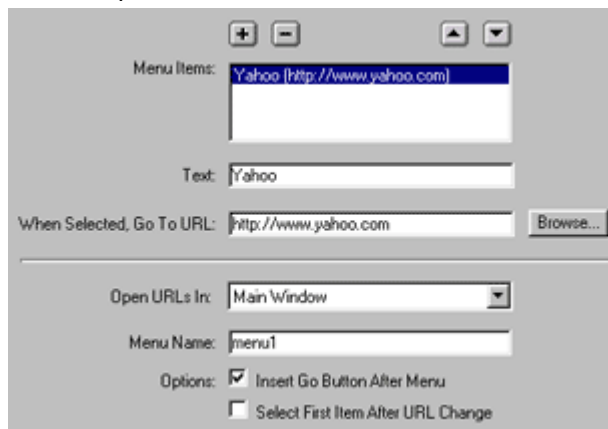 Menu Items:
Yahoo (http://www.yahoo.com)
Text: Yahoo
When Selected, Go To URL: http://www.yahoo.com Browse...
Open URLs In: Main Window
Menu Name: menu1
Options: Insert Go Button After Menu
Select First Item After URL Change